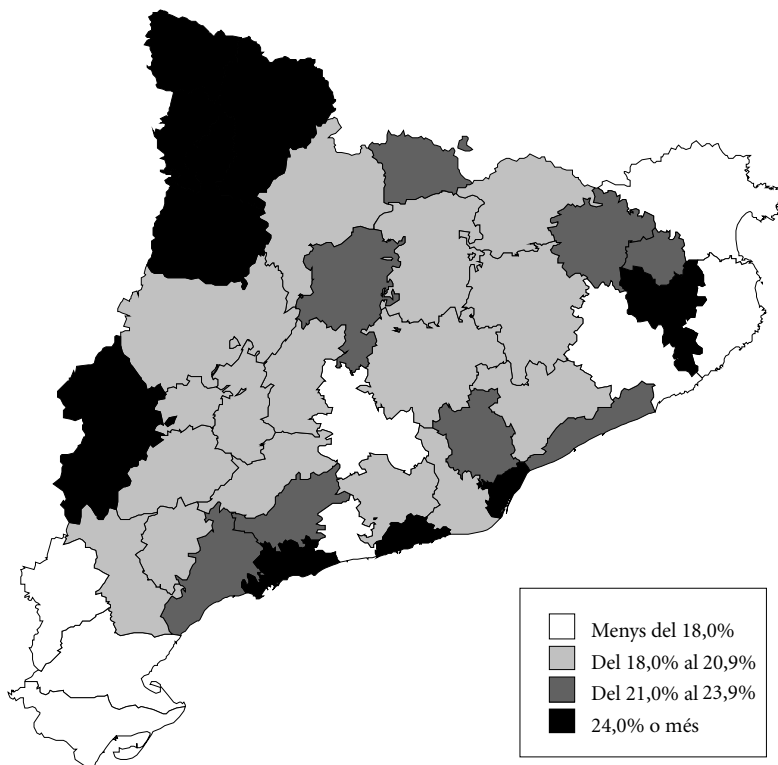 Menys del 18,0%
Del 18,0% al 20,9%
Del 21,0% al 23,9%
24,0% o més